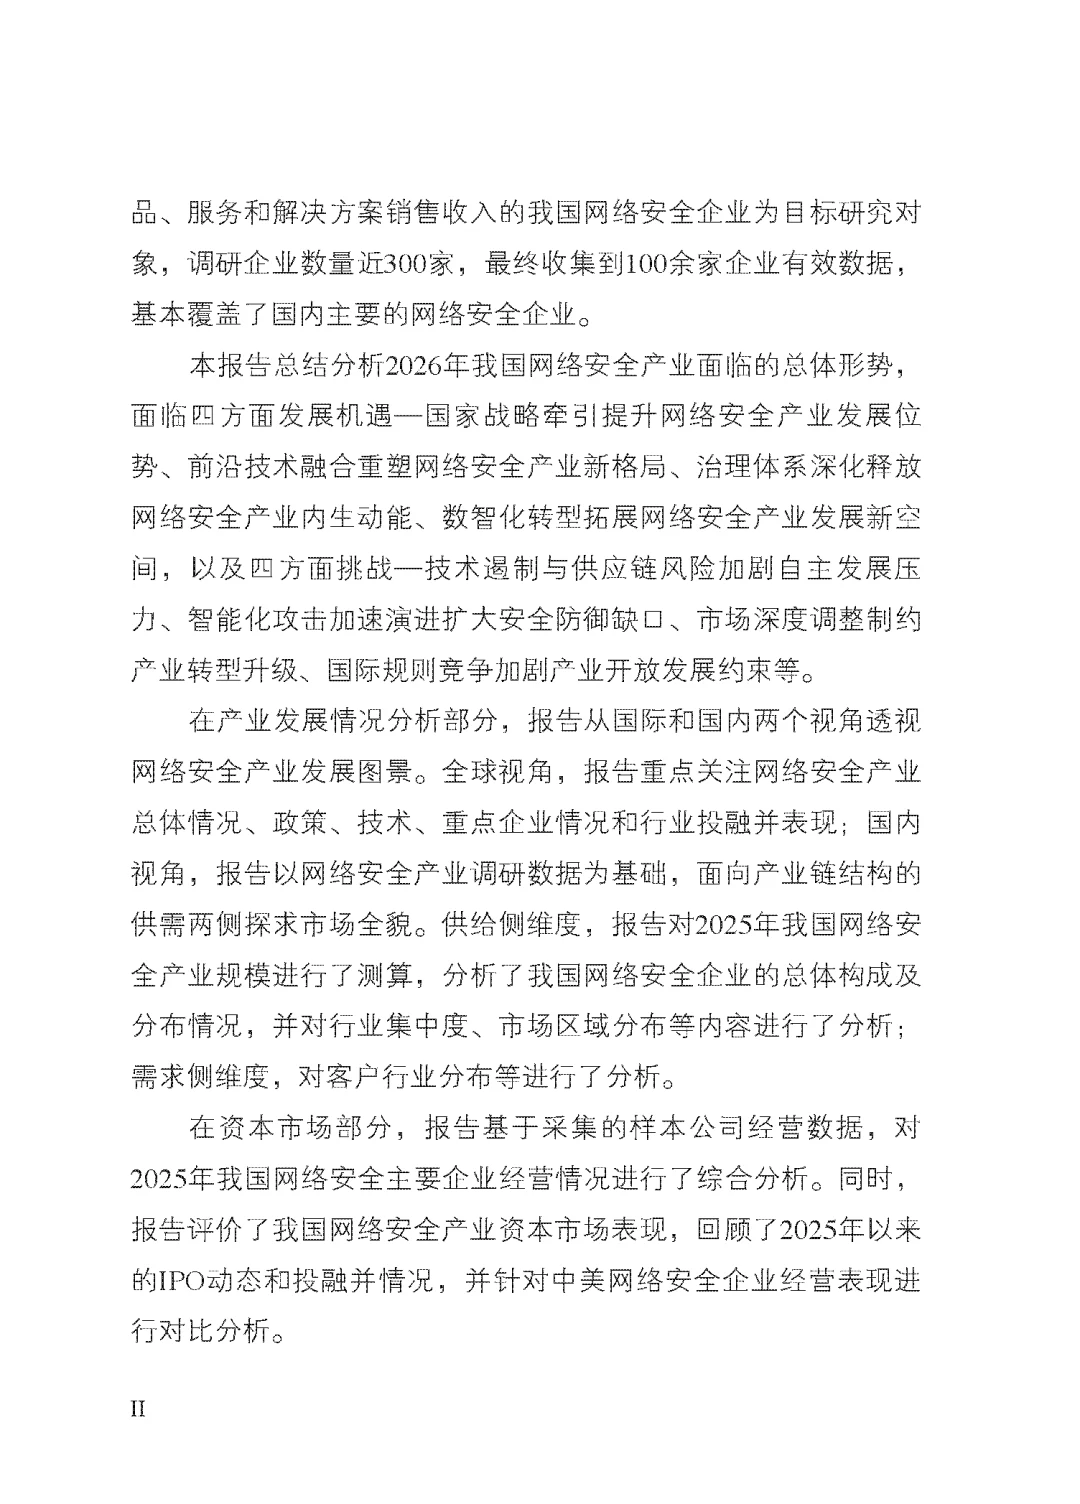 品、服务和解决方案销售收入的我国网络安全企业为目标研究对
象，调研企业数量近300家，最终收集到100余家企业有效数据，
基本覆盖了国内主要的网络安全企业。
本报告总结分析2026年我国网络安全产业面临的总体形势，
面临四方面发展机遇—国家战略牵引提升网络安全产业发展位
势、前沿技术融合重塑网络安全产业新格局、治理体系深化释放
网络安全产业内生动能、数智化转型拓展网络安全产业发展新空
间，以及四方面挑战—技术遏制与供应链风险加剧自主发展压
力、智能化攻击加速演进扩大安全防御缺口、市场深度调整制约
产业转型升级、国际规则竞争加剧产业开放发展约束等。
在产业发展情况分析部分，报告从国际和国内两个视角透视
网络安全产业发展图景。全球视角，报告重点关注网络安全产业
总体情况、政策、技术、重点企业情况和行业投融并表现；国内
视角，报告以网络安全产业调研数据为基础，面向产业链结构的
供需两侧探求市场全貌。供给侧维度，报告对2025年我国网络安
全产业规模进行了测算，分析了我国网络安全企业的总体构成及
分布情况，并对行业集中度、市场区域分布等内容进行了分析；
需求侧维度，对客户行业分布等进行了分析。
在资本市场部分，报告基于采集的样本公司经营数据，对
2025年我国网络安全主要企业经营情况进行了综合分析。同时，
报告评价了我国网络安全产业资本市场表现，回顾了2025年以来
的IPO动态和投融并情况，并针对中美网络安全企业经营表现进
行对比分析。
II